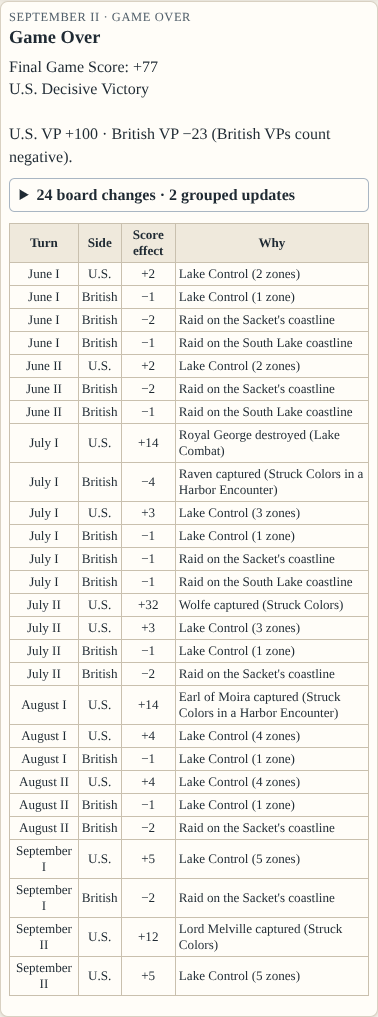 SEPTEMBER II · GAME OVER
Game Over
Final Game Score: +77
U.S. Decisive Victory
U.S. VP +100 · British VP −23 (British VPs count
negative).
▶ 24 board changes · 2 grouped updates
Turn Side Score effect Why
June I U.S. +2 Lake Control (2 zones)
June I British −1 Lake Control (1 zone)
June I British −2 Raid on the Sacket's coastline
June I British −1 Raid on the South Lake coastline
June II U.S. +2 Lake Control (2 zones)
June II British −2 Raid on the Sacket's coastline
June II British −1 Raid on the South Lake coastline
July I U.S. +14 Royal George destroyed (Lake
Combat)
July I British −4 Raven captured (Struck Colors in a
Harbor Encounter)
July I U.S. +3 Lake Control (3 zones)
July I British −1 Lake Control (1 zone)
July I British −1 Raid on the Sacket's coastline
July I British −1 Raid on the South Lake coastline
July II U.S. +32 Wolfe captured (Struck Colors)
July II U.S. +3 Lake Control (3 zones)
July II British −1 Lake Control (1 zone)
July II British −2 Raid on the Sacket's coastline
August I U.S. +14 Earl of Moira captured (Struck
Colors in a Harbor Encounter)
August I U.S. +4 Lake Control (4 zones)
August I British −1 Lake Control (1 zone)
August II U.S. +4 Lake Control (4 zones)
August II British −1 Lake Control (1 zone)
August II British −2 Raid on the Sacket's coastline
September I U.S. +5 Lake Control (5 zones)
September I British −2 Raid on the Sacket's coastline
September II U.S. +12 Lord Melville captured (Struck
Colors)
September II U.S. +5 Lake Control (5 zones)